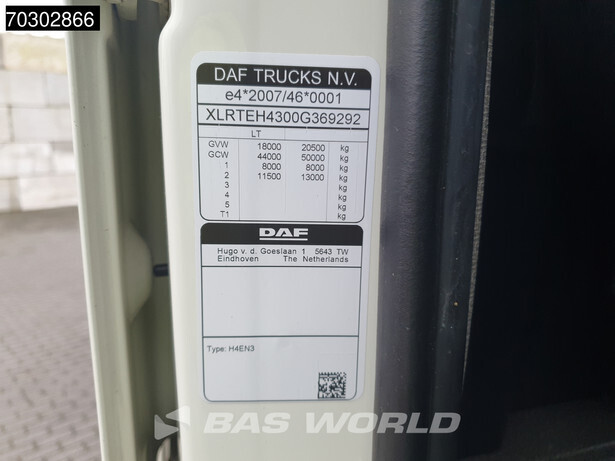 70302866
DAF TRUCKS N.V.
e4*2007/46*0001
XLRTEH4300G369292
LT
GVW 18000 20500 kg
GCW 44000 50000 kg
1 8000 8000 kg
2 11500 13000 kg
3 kg
4 kg
5 kg
T1 kg
DAF
Hugo v. d. Goeslaan 1 5643 TW
Eindhoven The Netherlands
Type: H4EN3
BAS WORLD